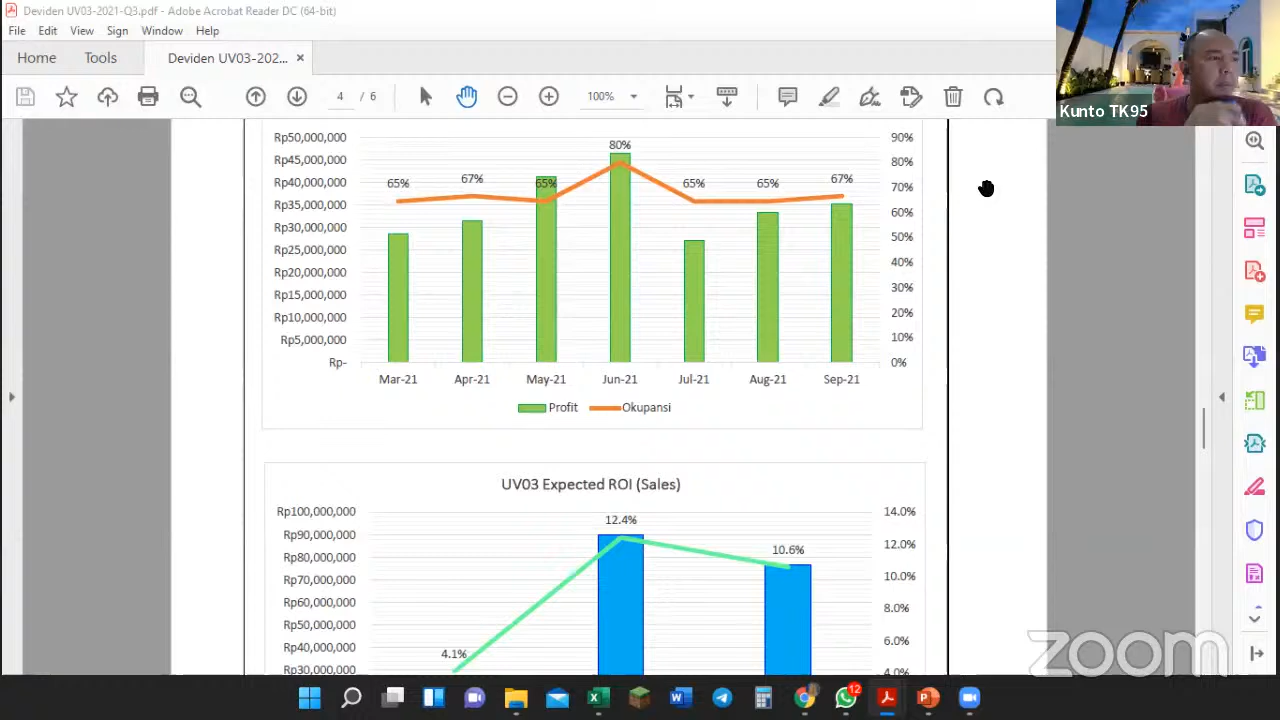 Deviden UV03-2021-Q3.pdf - Adobe Acrobat Reader DC (64-bit)
File Edit View Sign Window Help
Home Tools Deviden UV03-202... ×
4 / 6 100%
Kunto TK95
Rp50,000,000 90%
Rp45,000,000 80% 80%
Rp40,000,000 65% 67% 65% 65% 65% 67% 70%
Rp35,000,000 60%
Rp30,000,000 50%
Rp25,000,000 40%
Rp20,000,000 30%
Rp15,000,000 20%
Rp10,000,000 10%
Rp5,000,000 0%
Rp-
Mar-21 Apr-21 May-21 Jun-21 Jul-21 Aug-21 Sep-21
Profit Okupansi
UV03 Expected ROI (Sales)
Rp100,000,000 12.4% 14.0%
Rp90,000,000 10.6% 12.0%
Rp80,000,000 10.0%
Rp70,000,000
Rp60,000,000 8.0%
Rp50,000,000
Rp40,000,000 4.1% 6.0%
Rp30,000,000 4.0%
zoom
12